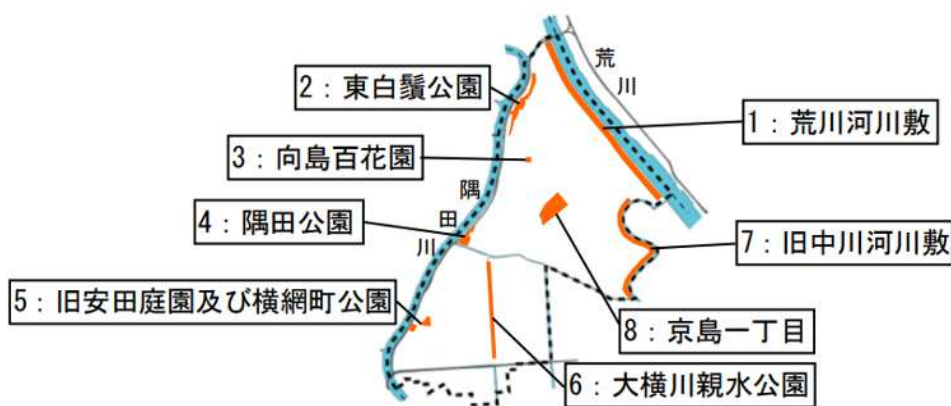 荒川
2：東白鬚公園
1：荒川河川敷
3：向島百花園
隅田川
4：隅田公園
7：旧中川河川敷
5：旧安田庭園及び横網町公園
8：京島一丁目
6：大横川親水公園